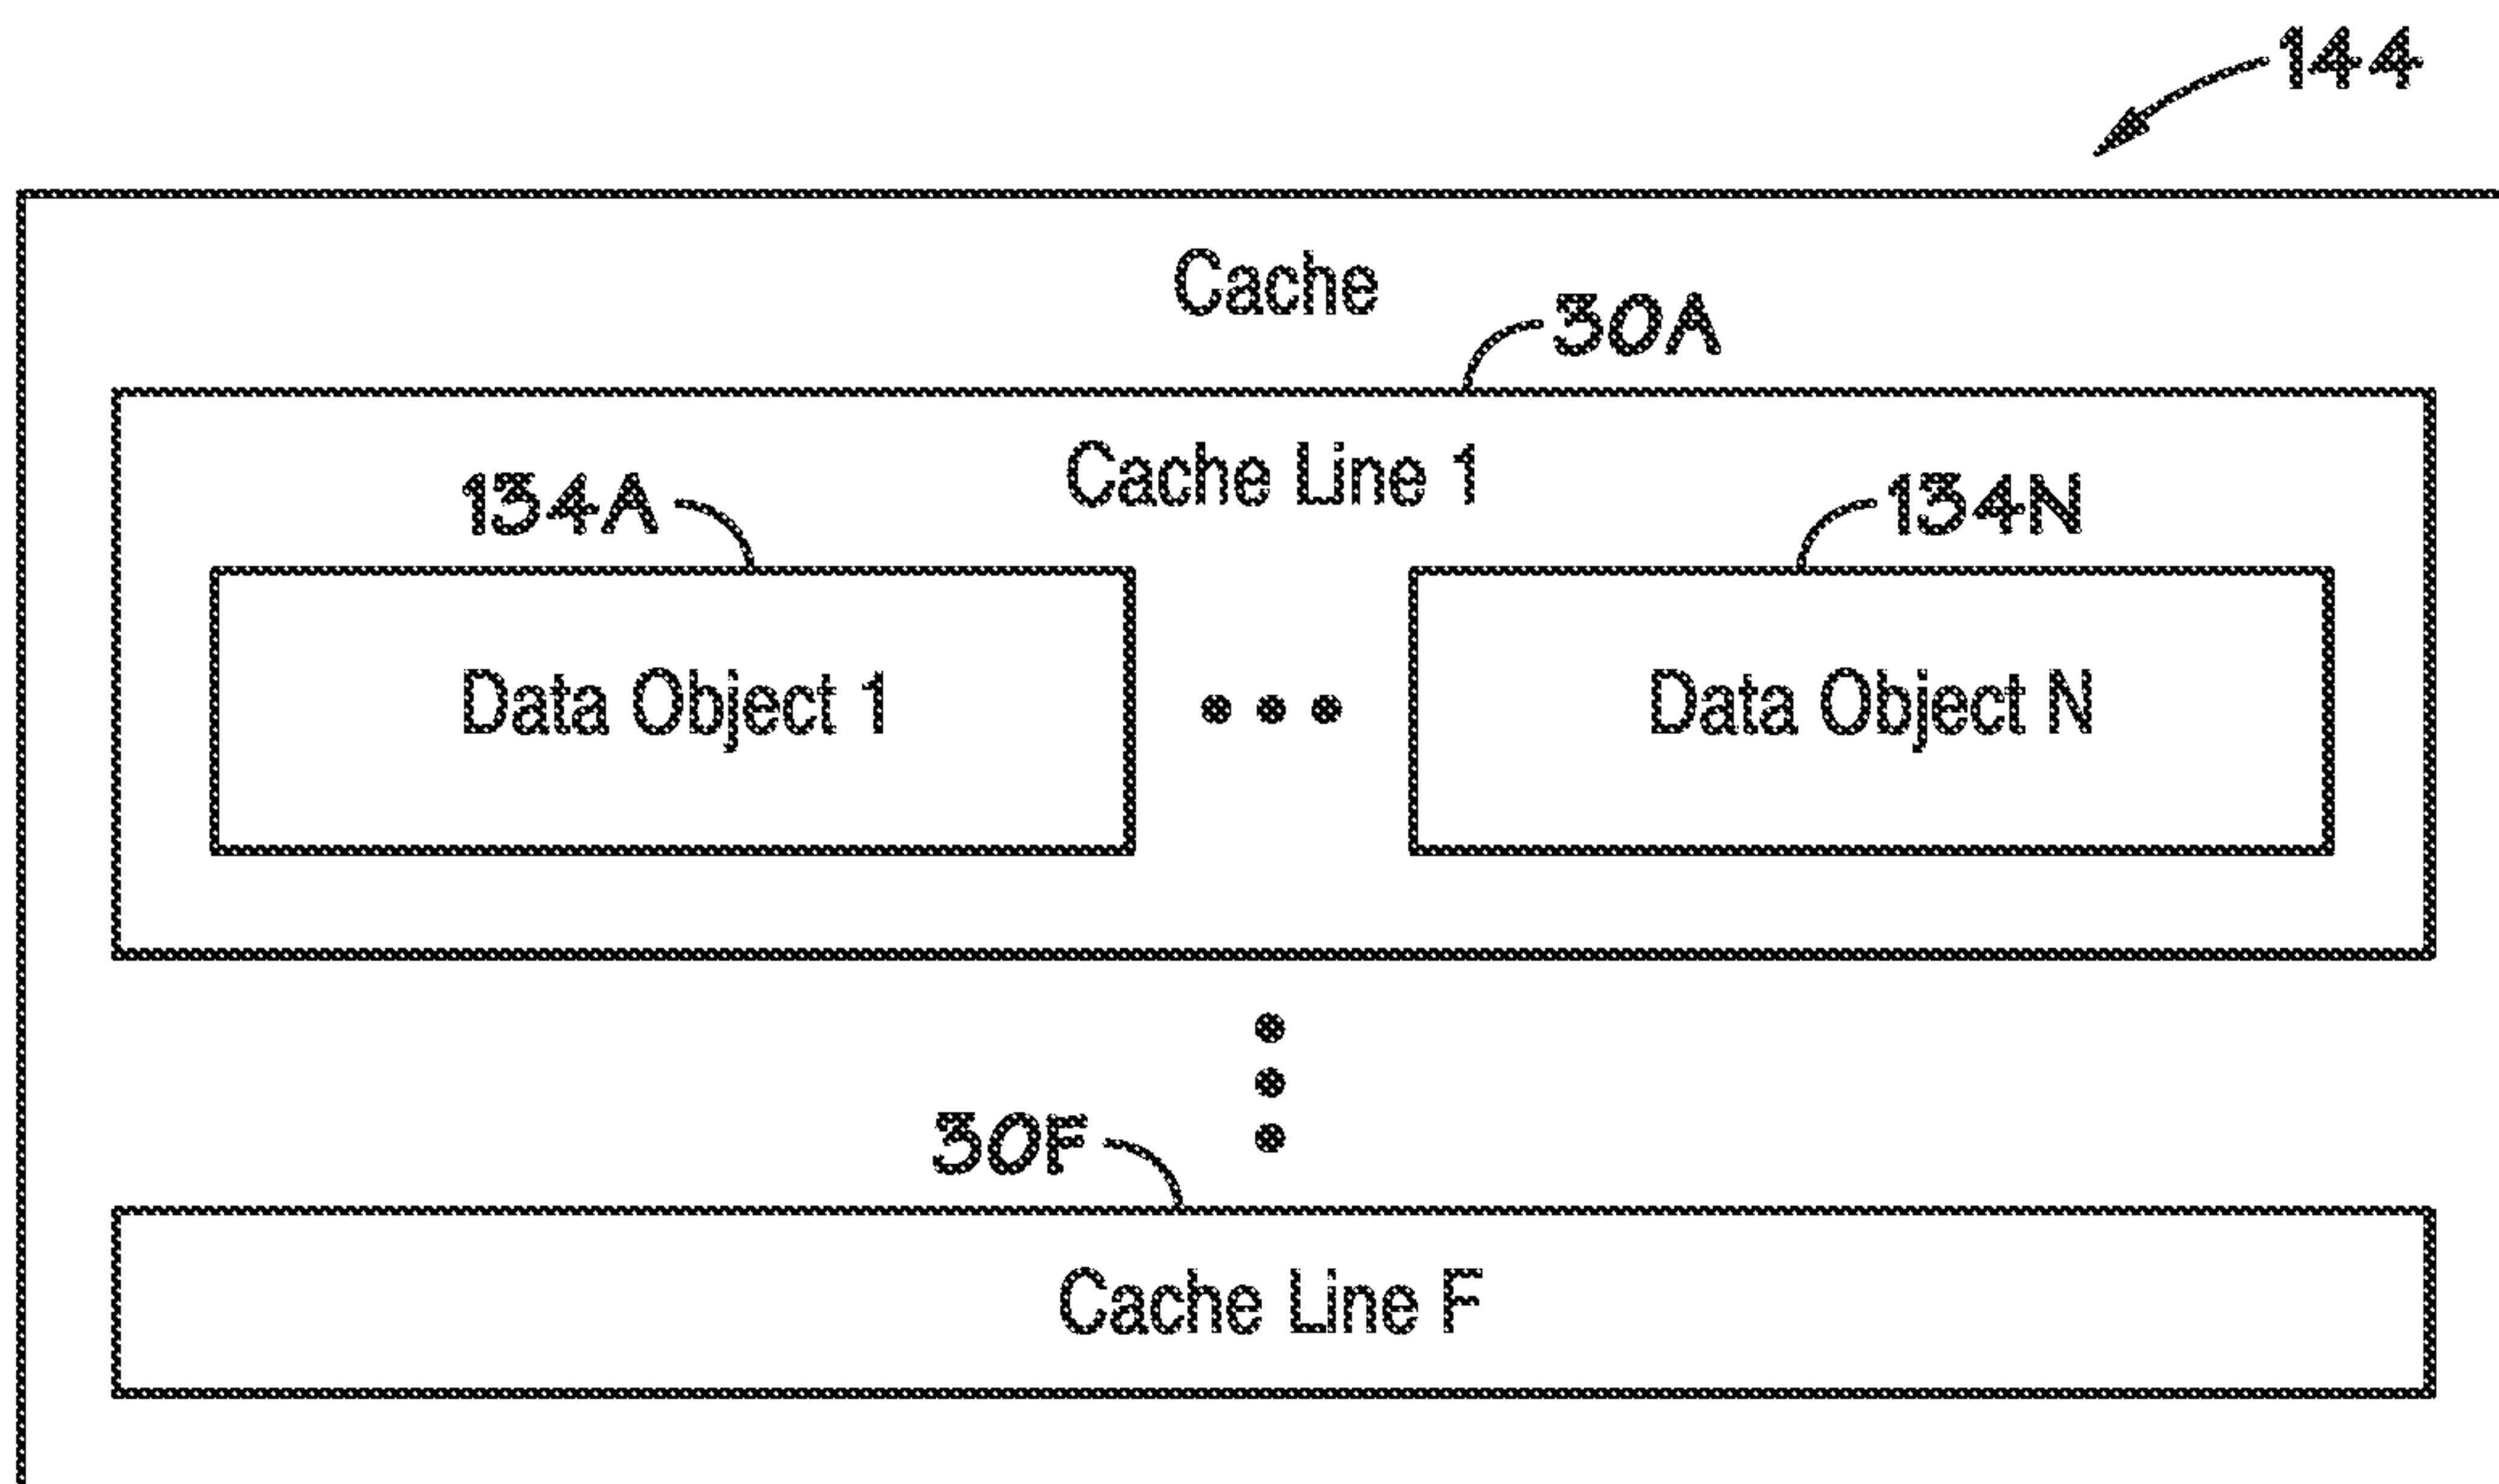 144
Cache
30A
Cache Line 1
134A
134N
Data Object 1
Data Object N
30F
Cache Line F